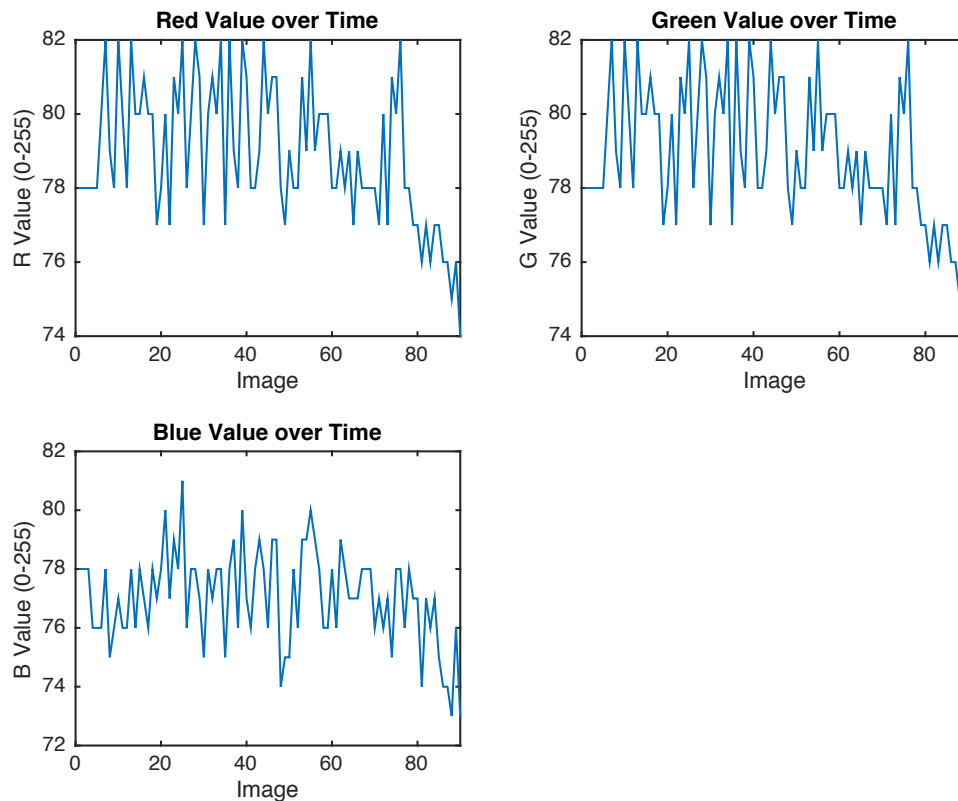 Red Value over Time
82
80
78
76
74
R Value (0-255)
0 20 40 60 80
Image
Green Value over Time
82
80
78
76
74
G Value (0-255)
0 20 40 60 80
Image
Blue Value over Time
82
80
78
76
74
72
B Value (0-255)
0 20 40 60 80
Image